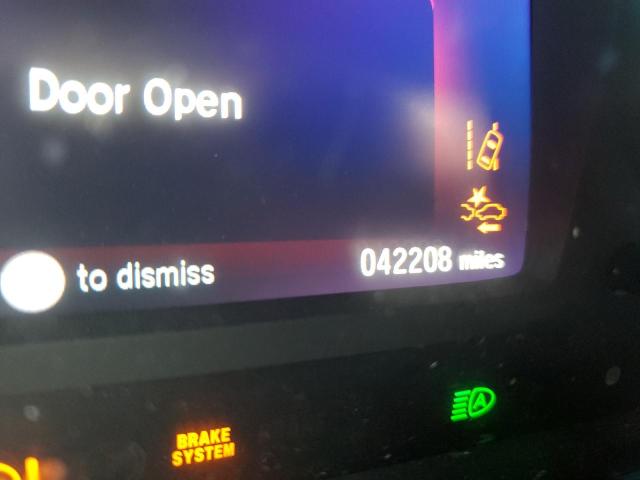 Door Open
to dismiss
042208 miles
A
BRAKE
SYSTEM